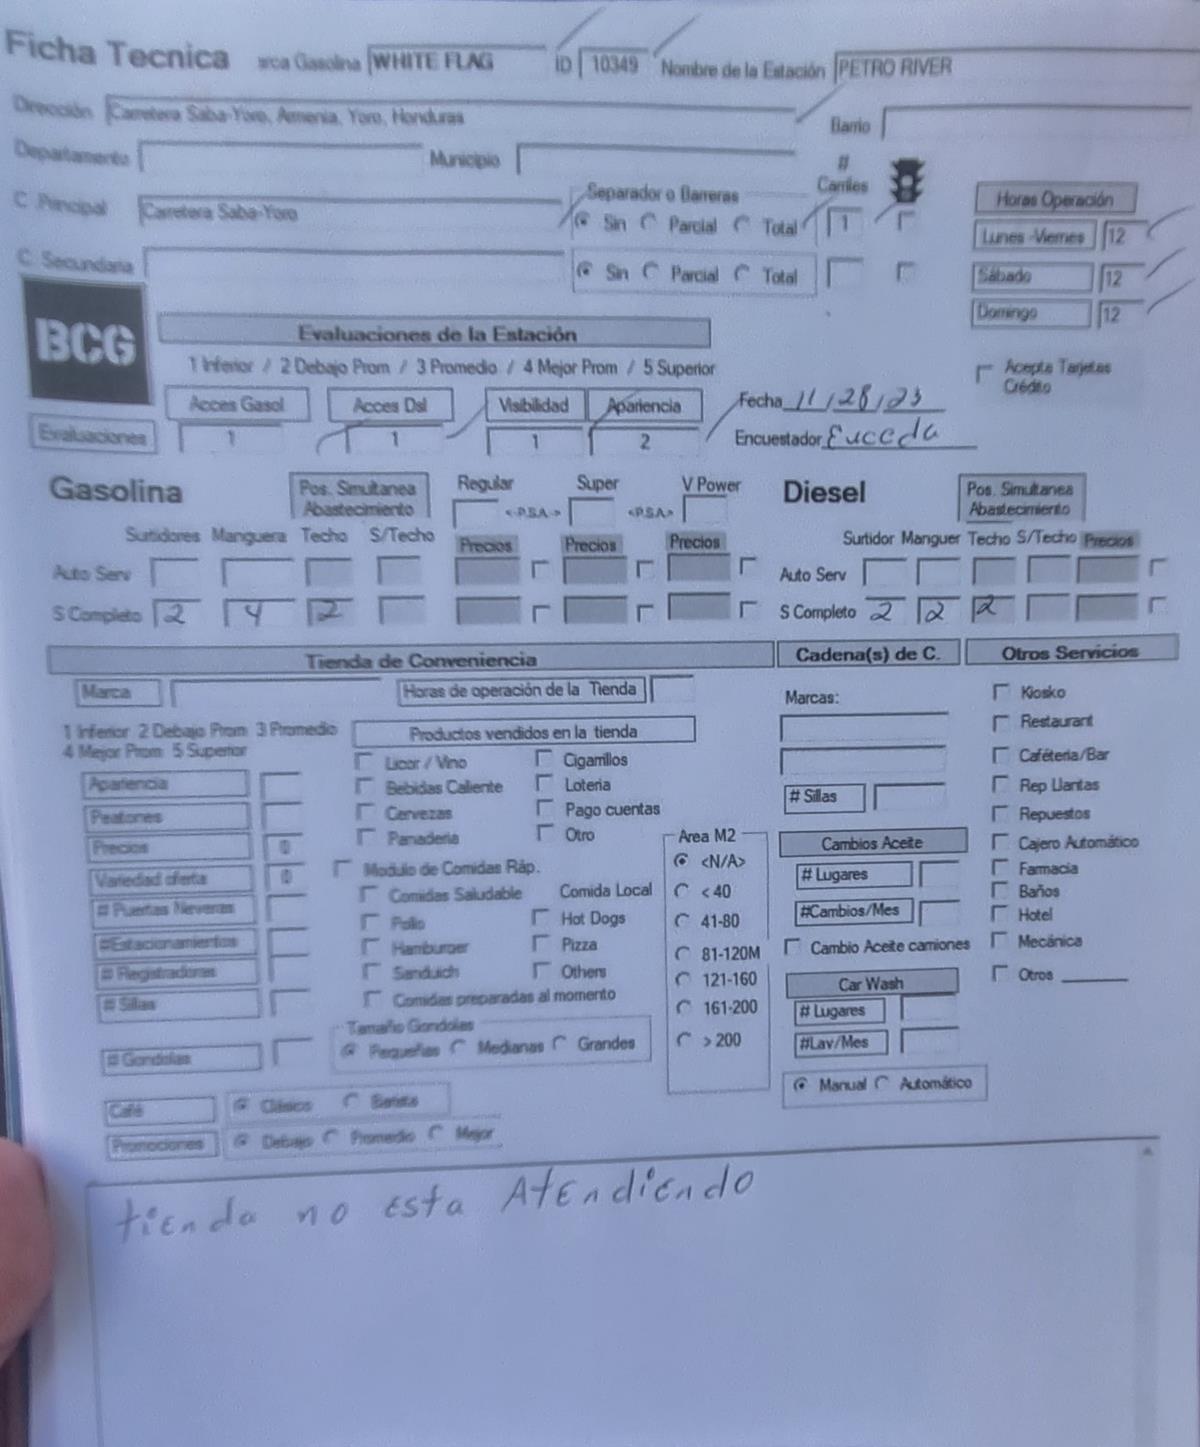 Ficha Tecnica arca Gasolina WHITE FLAG ID 10349 Nombre de la Estación PETRO RIVER
Dirección Carretera Saba-Yoro, Armenia, Yoro, Honduras Barrio
Departamento Municipio # Carriles
C. Principal Carretera Saba-Yoro Separador o Barreras Sin Parcial Total 1
C. Secundaria Sin Parcial Total
Horas Operación
Lunes -Viernes 12
Sábado 12
Domingo 12
BCG
Evaluaciones de la Estación
1 Inferior / 2 Debajo Prom / 3 Promedio / 4 Mejor Prom / 5 Superior
Acepta Tarjetas Crédito
Acces Gasol Acces Dsl Visibilidad Apariencia Fecha 11/28/23
Evaluaciones 1 1 1 2 Encuestador Euceda
Gasolina Pos. Simultanea Abastecimiento Regular Super V Power
<-P.S.A.-> <P.S.A>
Surtidores Manguera Techo S/Techo Precios Precios Precios
Auto Serv
S Completo 2 4 2
Diesel Pos. Simultanea Abastecimiento
Surtidor Manguer Techo S/Techo Precios
Auto Serv
S Completo 2 2 2
Tienda de Conveniencia Cadena(s) de C. Otros Servicios
Marca Horas de operación de la Tienda
1 Inferior 2 Debajo Prom 3 Promedio
4 Mejor Prom 5 Superior
Apariencia
Peatones
Precios 0
Variedad oferta 0
# Puertas Neveras
#Estacionamientos
# Registradoras
# Sillas
# Gondolas
Productos vendidos en la tienda
Licor / Vino Cigarrillos
Bebidas Caliente Loteria
Cervezas Pago cuentas
Panaderia Otro
Modulo de Comidas Ráp.
Comidas Saludable Comida Local
Pollo Hot Dogs
Hamburger Pizza
Sanduich Others
Comidas preparadas al momento
Tamaño Gondolas
Pequeñas Medianas Grandes
Area M2
<N/A>
< 40
41-80
81-120M
121-160
161-200
> 200
Marcas:
# Sillas
Cambios Aceite
# Lugares
#Cambios/Mes
Cambio Aceite camiones
Car Wash
# Lugares
#Lav/Mes
Manual Automático
Kiosko
Restaurant
Caféteria/Bar
Rep Llantas
Repuestos
Cajero Automático
Farmacia
Baños
Hotel
Mecánica
Otros
Café Clásico Barista
Promociones Debajo Promedio Mejor
tienda no Esta AtEndiEndo